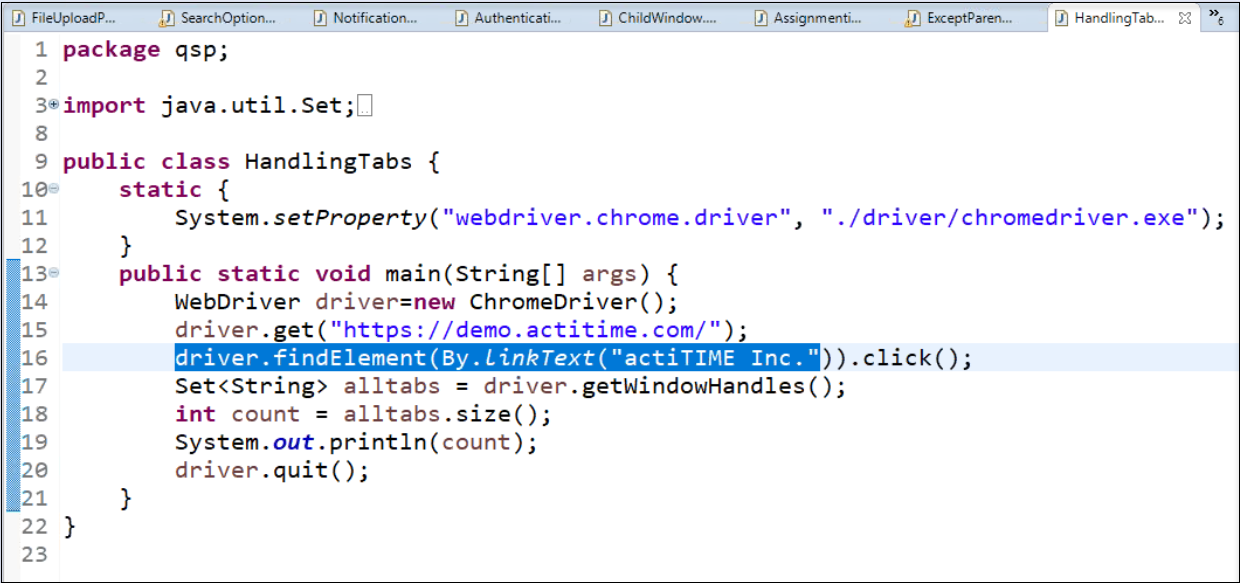 FileUploadP... SearchOption... Notification... Authenticati... ChildWindow.... Assignmenti... ExceptParen... HandlingTab... »6
1 package qsp;
2
3 import java.util.Set;
8
9 public class HandlingTabs {
10 static {
11 System.setProperty("webdriver.chrome.driver", "./driver/chromedriver.exe");
12 }
13 public static void main(String[] args) {
14 WebDriver driver=new ChromeDriver();
15 driver.get("https://demo.actitime.com/");
16 driver.findElement(By.linkText("actiTIME Inc.")).click();
17 Set<String> alltabs = driver.getWindowHandles();
18 int count = alltabs.size();
19 System.out.println(count);
20 driver.quit();
21 }
22 }
23